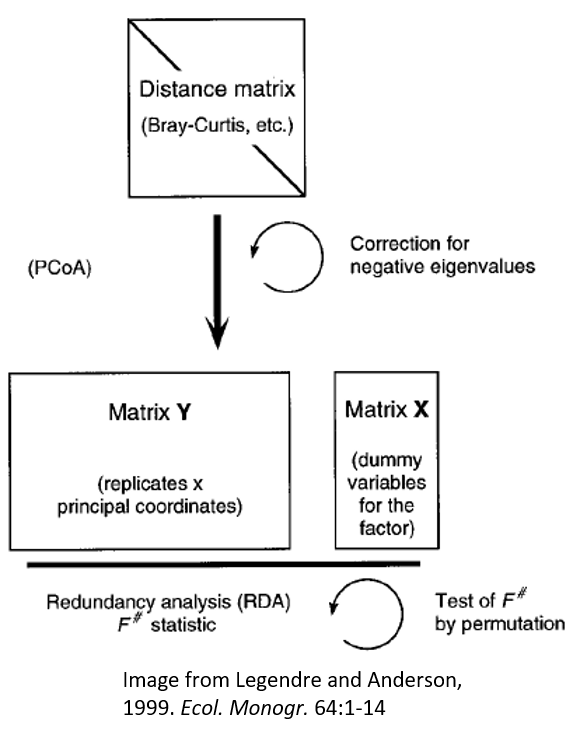 Distance matrix
(Bray-Curtis, etc.)
(PCoA)
Correction for
negative eigenvalues
Matrix Y
(replicates x
principal coordinates)
Matrix X
(dummy
variables
for the
factor)
Redundancy analysis (RDA)
F# statistic
Test of F#
by permutation
Image from Legendre and Anderson,
1999. Ecol. Monogr. 64:1-14